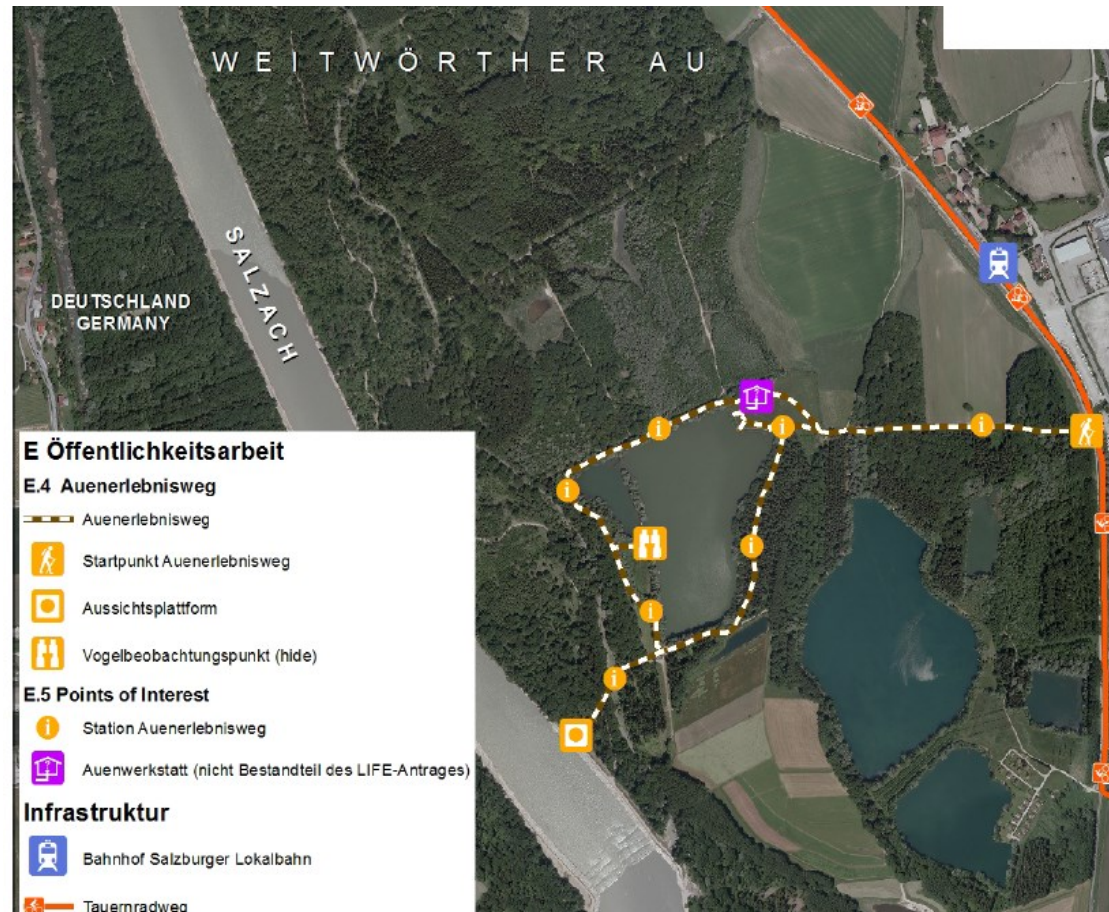 WEITWÖRTHER AU
SALZACH
DEUTSCHLAND
GERMANY
E Öffentlichkeitsarbeit
E.4 Auenerlebnisweg
Auenerlebnisweg
Startpunkt Auenerlebnisweg
Aussichtsplattform
Vogelbeobachtungspunkt (hide)
E.5 Points of Interest
Station Auenerlebnisweg
Auenwerkstatt (nicht Bestandteil des LIFE-Antrages)
Infrastruktur
Bahnhof Salzburger Lokalbahn
Tauernradweg